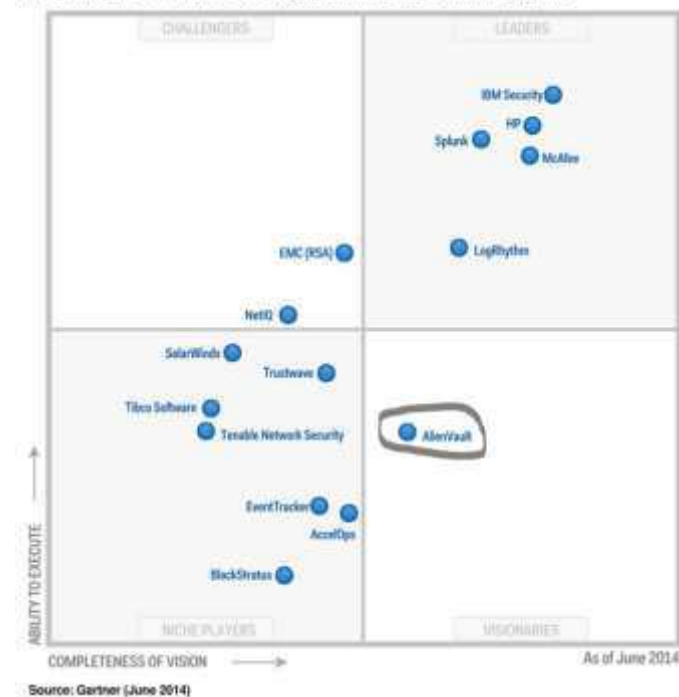 CHALLENGERS
LEADERS
IBM Security
HP
Splunk
McAfee
EMC (RSA)
LogRhythm
NetIQ
SolarWinds
Trustwave
Tibco Software
Tenable Network Security
AlienVault
EventTracker
AccelOps
BlackStratus
NICHE PLAYERS
VISIONARIES
ABILITY TO EXECUTE
COMPLETENESS OF VISION
As of June 2014
Source: Gartner (June 2014)